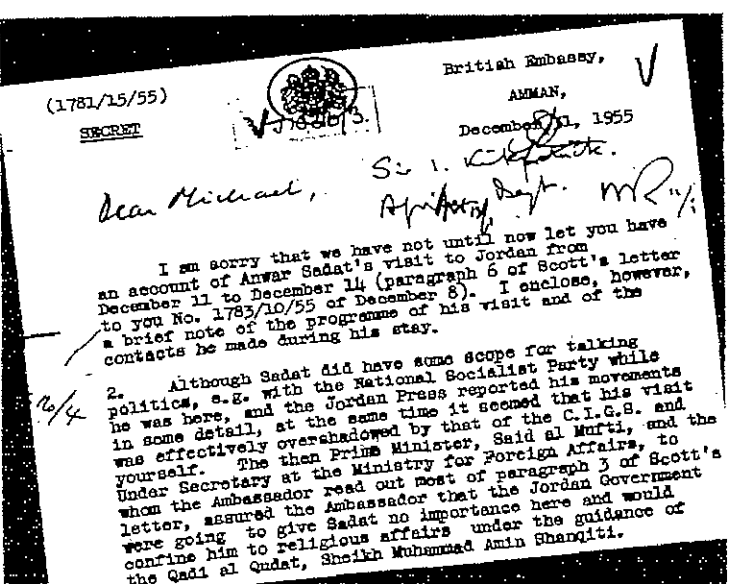 British Embassy,
(1781/15/55)
AMMAN,
SECRET
December 31, 1955
Dear Michael,
Sir I. Kirkpatrick.
Dept.
I am sorry that we have not until now let you have
an account of Anwar Sadat's visit to Jordan from
December 11 to December 14 (paragraph 6 of Scott's letter
to you No. 1783/10/55 of December 8). I enclose, however,
a brief note of the programme of his visit and of the
contacts he made during his stay.
2. Although Sadat did have some scope for talking
politics, e.g. with the National Socialist Party while
he was here, and the Jordan Press reported his movements
in some detail, at the same time it seemed that his visit
was effectively overshadowed by that of the C.I.G.S. and
yourself. The then Prime Minister, Said al Mufti, and the
Under Secretary at the Ministry for Foreign Affairs, to
whom the Ambassador read out most of paragraph 3 of Scott's
letter, assured the Ambassador that the Jordan Government
were going to give Sadat no importance here and would
confine him to religious affairs under the guidance of
the Qadi al Qudat, Sheikh Muhammad Amin Shanqiti.